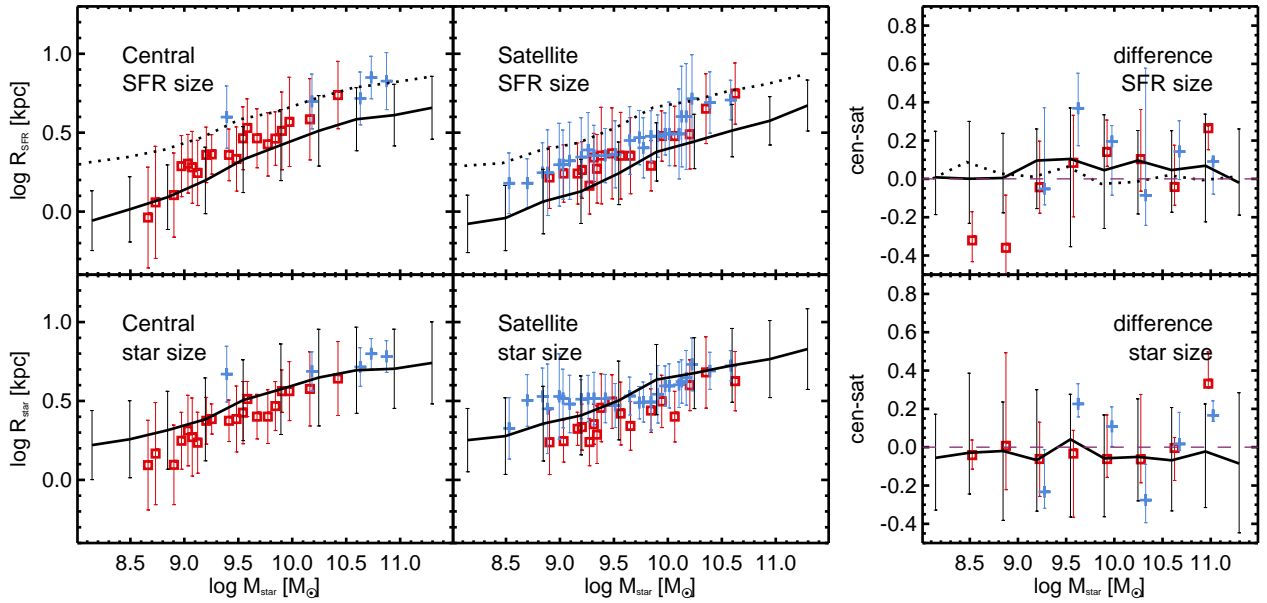 Central
SFR size
Satellite
SFR size
difference
SFR size
log R_SFR [kpc]
1.0
0.5
0.0
cen-sat
0.8
0.6
0.4
0.2
0.0
-0.2
-0.4
Central
star size
Satellite
star size
difference
star size
log R_star [kpc]
1.0
0.5
0.0
cen-sat
0.8
0.6
0.4
0.2
0.0
-0.2
-0.4
8.5 9.0 9.5 10.0 10.5 11.0
8.5 9.0 9.5 10.0 10.5 11.0
8.5 9.0 9.5 10.0 10.5 11.0
log M_star [M_⊙]
log M_star [M_⊙]
log M_star [M_⊙]